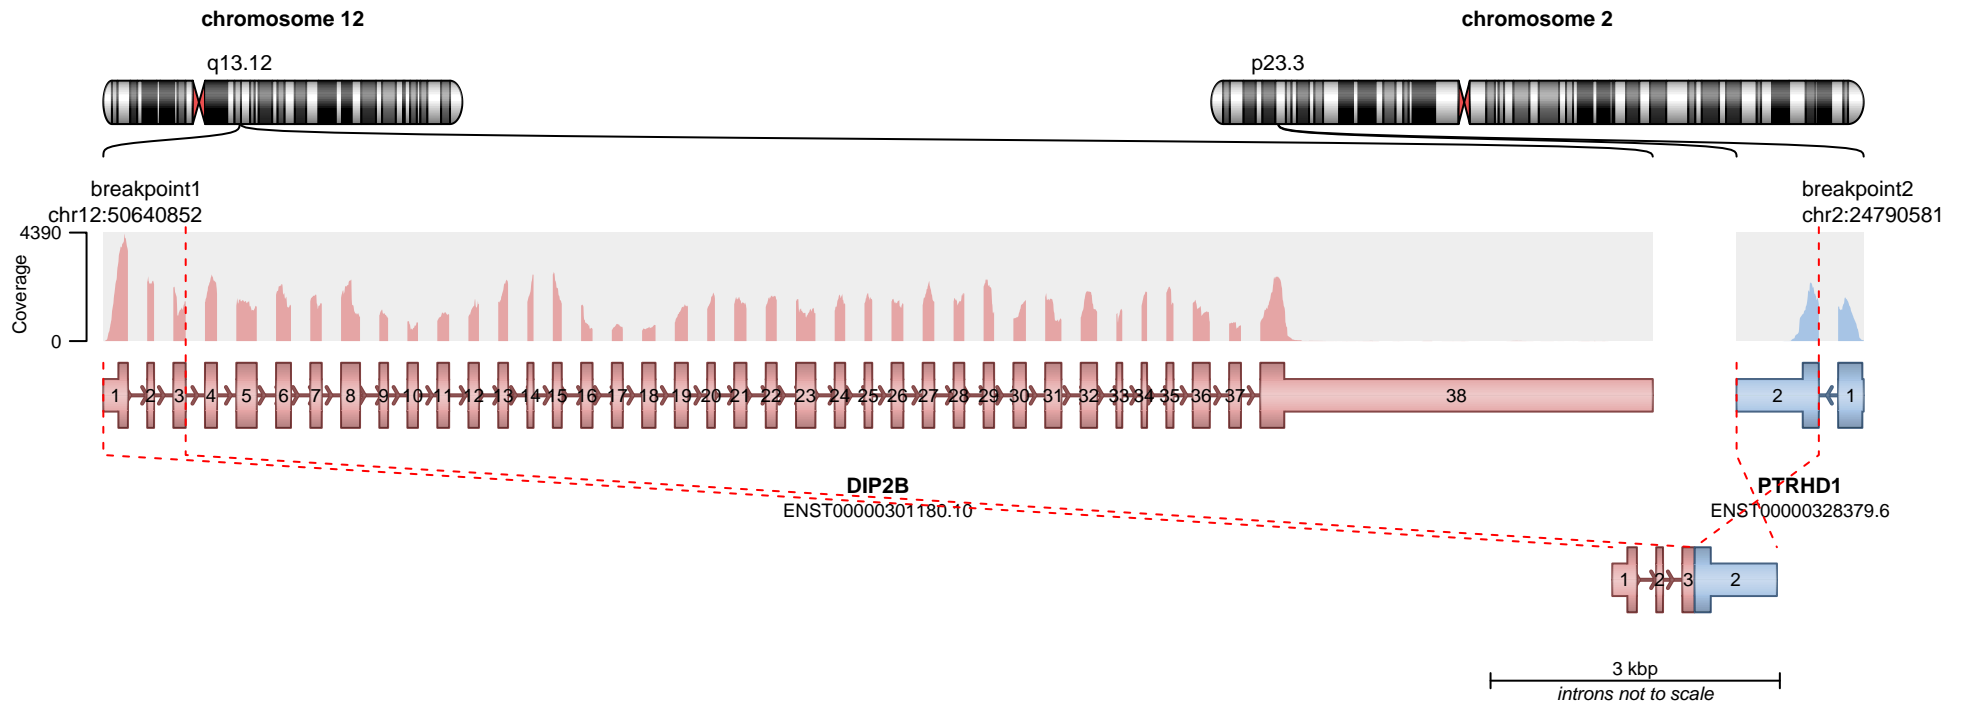 chromosome 12
chromosome 2
q13.12
p23.3
breakpoint1
chr12:50640852
breakpoint2
chr2:24790581
4390
Coverage
0
1 2 3 4 5 6 7 8 9 10 11 12 13 14 15 16 17 18 19 20 21 22 23 24 25 26 27 28 29 30 31 32 33 34 35 36 37 38
2 1
DIP2B
ENST00000301180.10
PTRHD1
ENST00000328379.6
1 2 3 2
3 kbp
introns not to scale